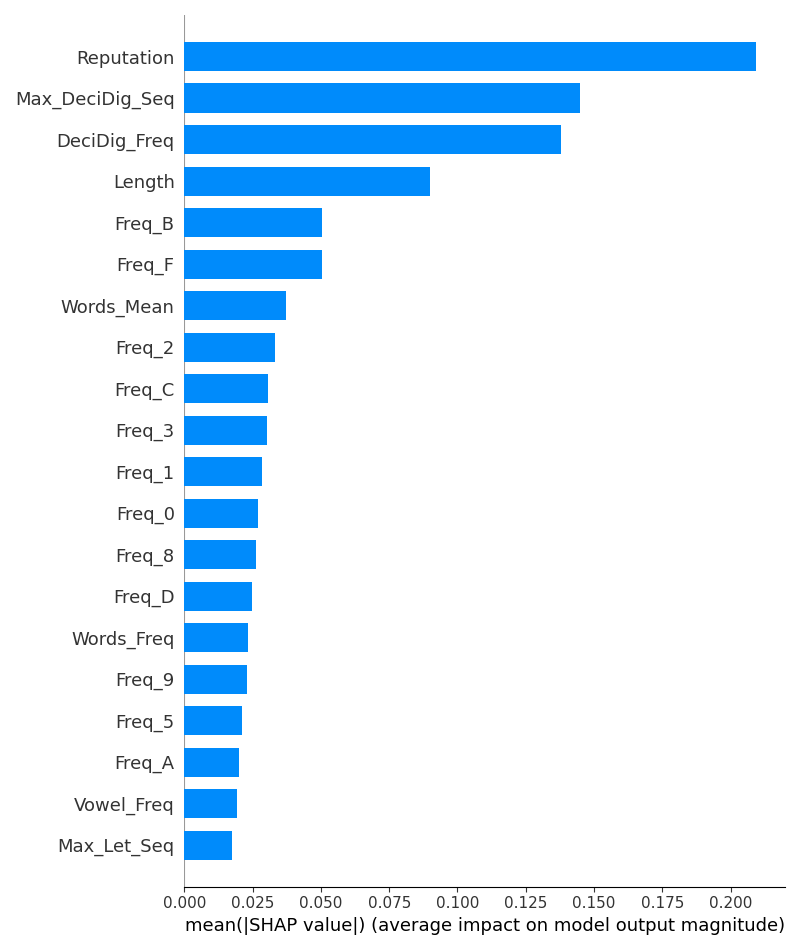 Reputation
Max_DeciDig_Seq
DeciDig_Freq
Length
Freq_B
Freq_F
Words_Mean
Freq_2
Freq_C
Freq_3
Freq_1
Freq_0
Freq_8
Freq_D
Words_Freq
Freq_9
Freq_5
Freq_A
Vowel_Freq
Max_Let_Seq
0.000 0.025 0.050 0.075 0.100 0.125 0.150 0.175 0.200
mean(|SHAP value|) (average impact on model output magnitude)